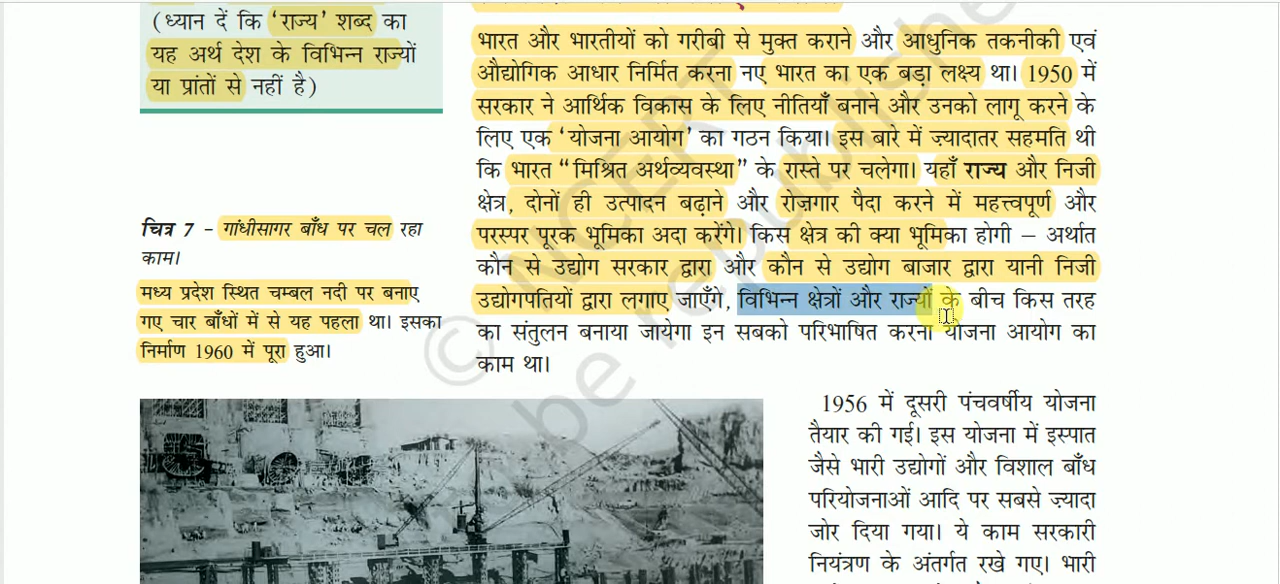 (ध्यान दें कि ‘राज्य’ शब्द का
यह अर्थ देश के विभिन्न राज्यों
या प्रांतों से नहीं है)
चित्र 7 – गांधीसागर बाँध पर चल रहा
काम।
मध्य प्रदेश स्थित चम्बल नदी पर बनाए
गए चार बाँधों में से यह पहला था। इसका
निर्माण 1960 में पूरा हुआ।
भारत और भारतीयों को गरीबी से मुक्त कराने और आधुनिक तकनीकी एवं
औद्योगिक आधार निर्मित करना नए भारत का एक बड़ा लक्ष्य था। 1950 में
सरकार ने आर्थिक विकास के लिए नीतियाँ बनाने और उनको लागू करने के
लिए एक ‘योजना आयोग’ का गठन किया। इस बारे में ज्यादातर सहमति थी
कि भारत “मिश्रित अर्थव्यवस्था” के रास्ते पर चलेगा। यहाँ राज्य और निजी
क्षेत्र, दोनों ही उत्पादन बढ़ाने और रोज़गार पैदा करने में महत्त्वपूर्ण और
परस्पर पूरक भूमिका अदा करेंगे। किस क्षेत्र की क्या भूमिका होगी – अर्थात
कौन से उद्योग सरकार द्वारा और कौन से उद्योग बाजार द्वारा यानी निजी
उद्योगपतियों द्वारा लगाए जाएँगे, विभिन्न क्षेत्रों और राज्यों के बीच किस तरह
का संतुलन बनाया जायेगा इन सबको परिभाषित करना योजना आयोग का
काम था।
1956 में दूसरी पंचवर्षीय योजना
तैयार की गई। इस योजना में इस्पात
जैसे भारी उद्योगों और विशाल बाँध
परियोजनाओं आदि पर सबसे ज़्यादा
जोर दिया गया। ये काम सरकारी
नियंत्रण के अंतर्गत रखे गए। भारी
© NCERT
be republished